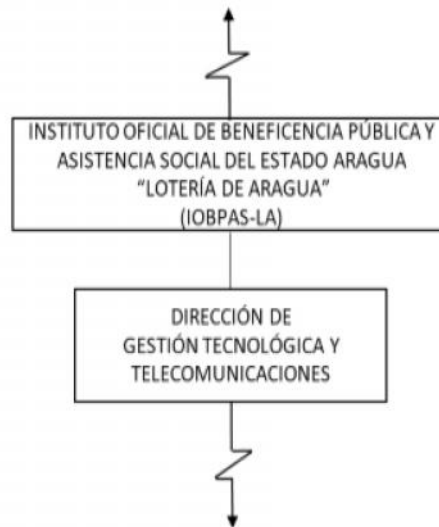 INSTITUTO OFICIAL DE BENEFICENCIA PÚBLICA Y
ASISTENCIA SOCIAL DEL ESTADO ARAGUA
“LOTERÍA DE ARAGUA”
(IOBPAS-LA)
DIRECCIÓN DE
GESTIÓN TECNOLÓGICA Y
TELECOMUNICACIONES